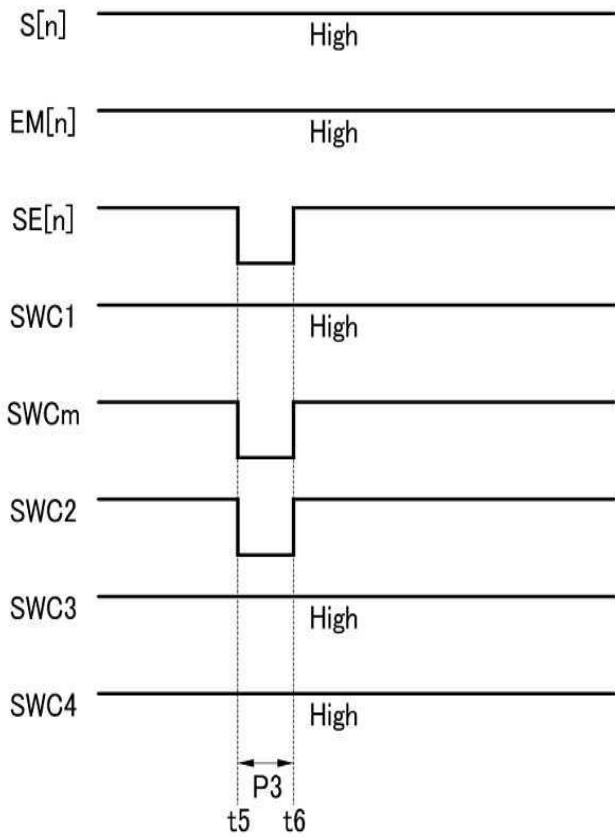 S[n]
High
EM[n]
High
SE[n]
SWC1
High
SWCm
SWC2
SWC3
High
SWC4
High
P3
t5 t6